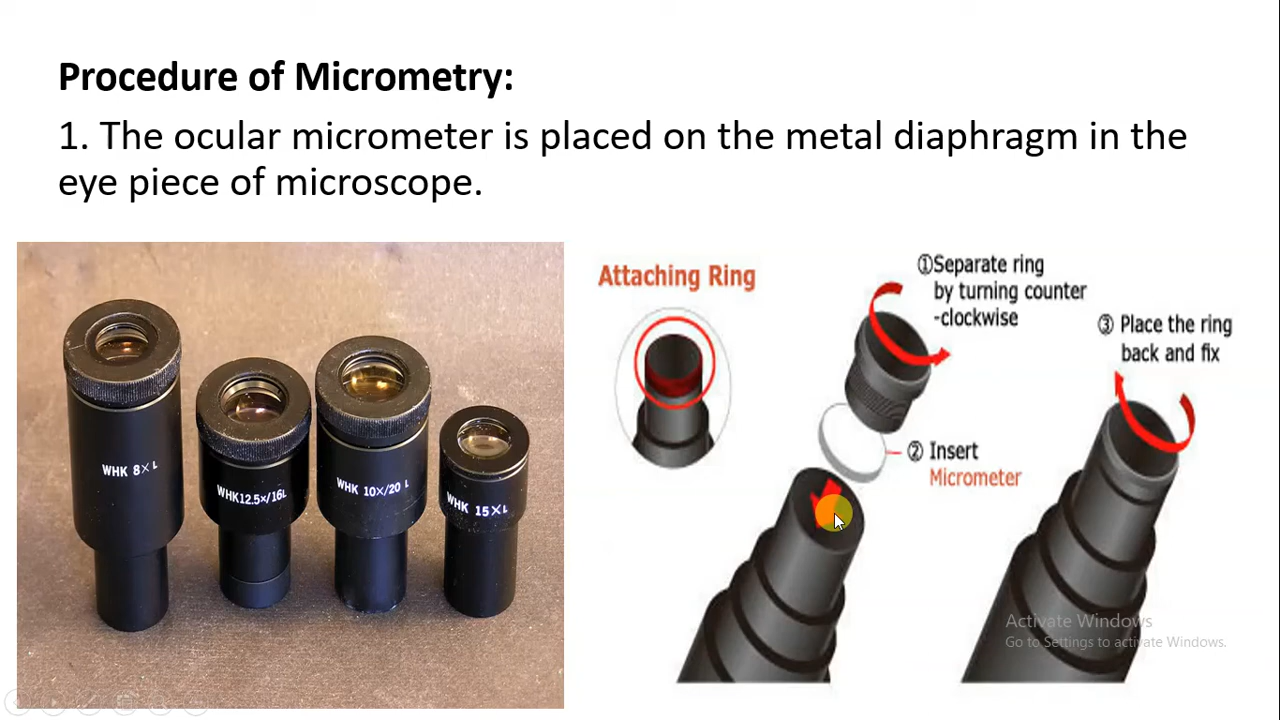 Procedure of Micrometry:
1. The ocular micrometer is placed on the metal diaphragm in the
eye piece of microscope.
WHK 8× L
WHK12.5×/16L
WHK 10×/20 L
WHK 15×L
Attaching Ring
①Separate ring
by turning counter
-clockwise
② Insert
Micrometer
③ Place the ring
back and fix
Activate Windows
Go to Settings to activate Windows.